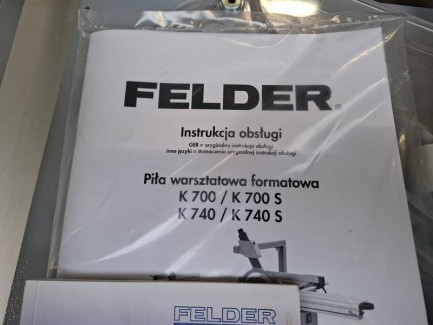 FELDER®
Instrukcja obsługi
GER = oryginalna instrukcja obsługi
inne języki = tłumaczenie oryginalnej instrukcji obsługi
Piła warsztatowa formatowa
K 700 / K 700 S
K 740 / K 740 S
FELDER